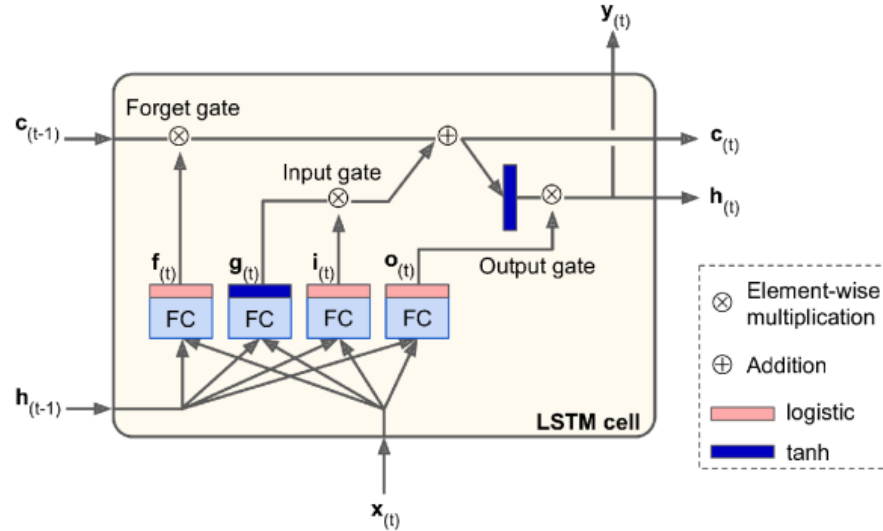 y(t)
Forget gate
c(t-1)
c(t)
Input gate
h(t)
f(t)
g(t)
i(t)
o(t)
Output gate
FC
FC
FC
FC
Element-wise
multiplication
Addition
h(t-1)
LSTM cell
logistic
tanh
x(t)